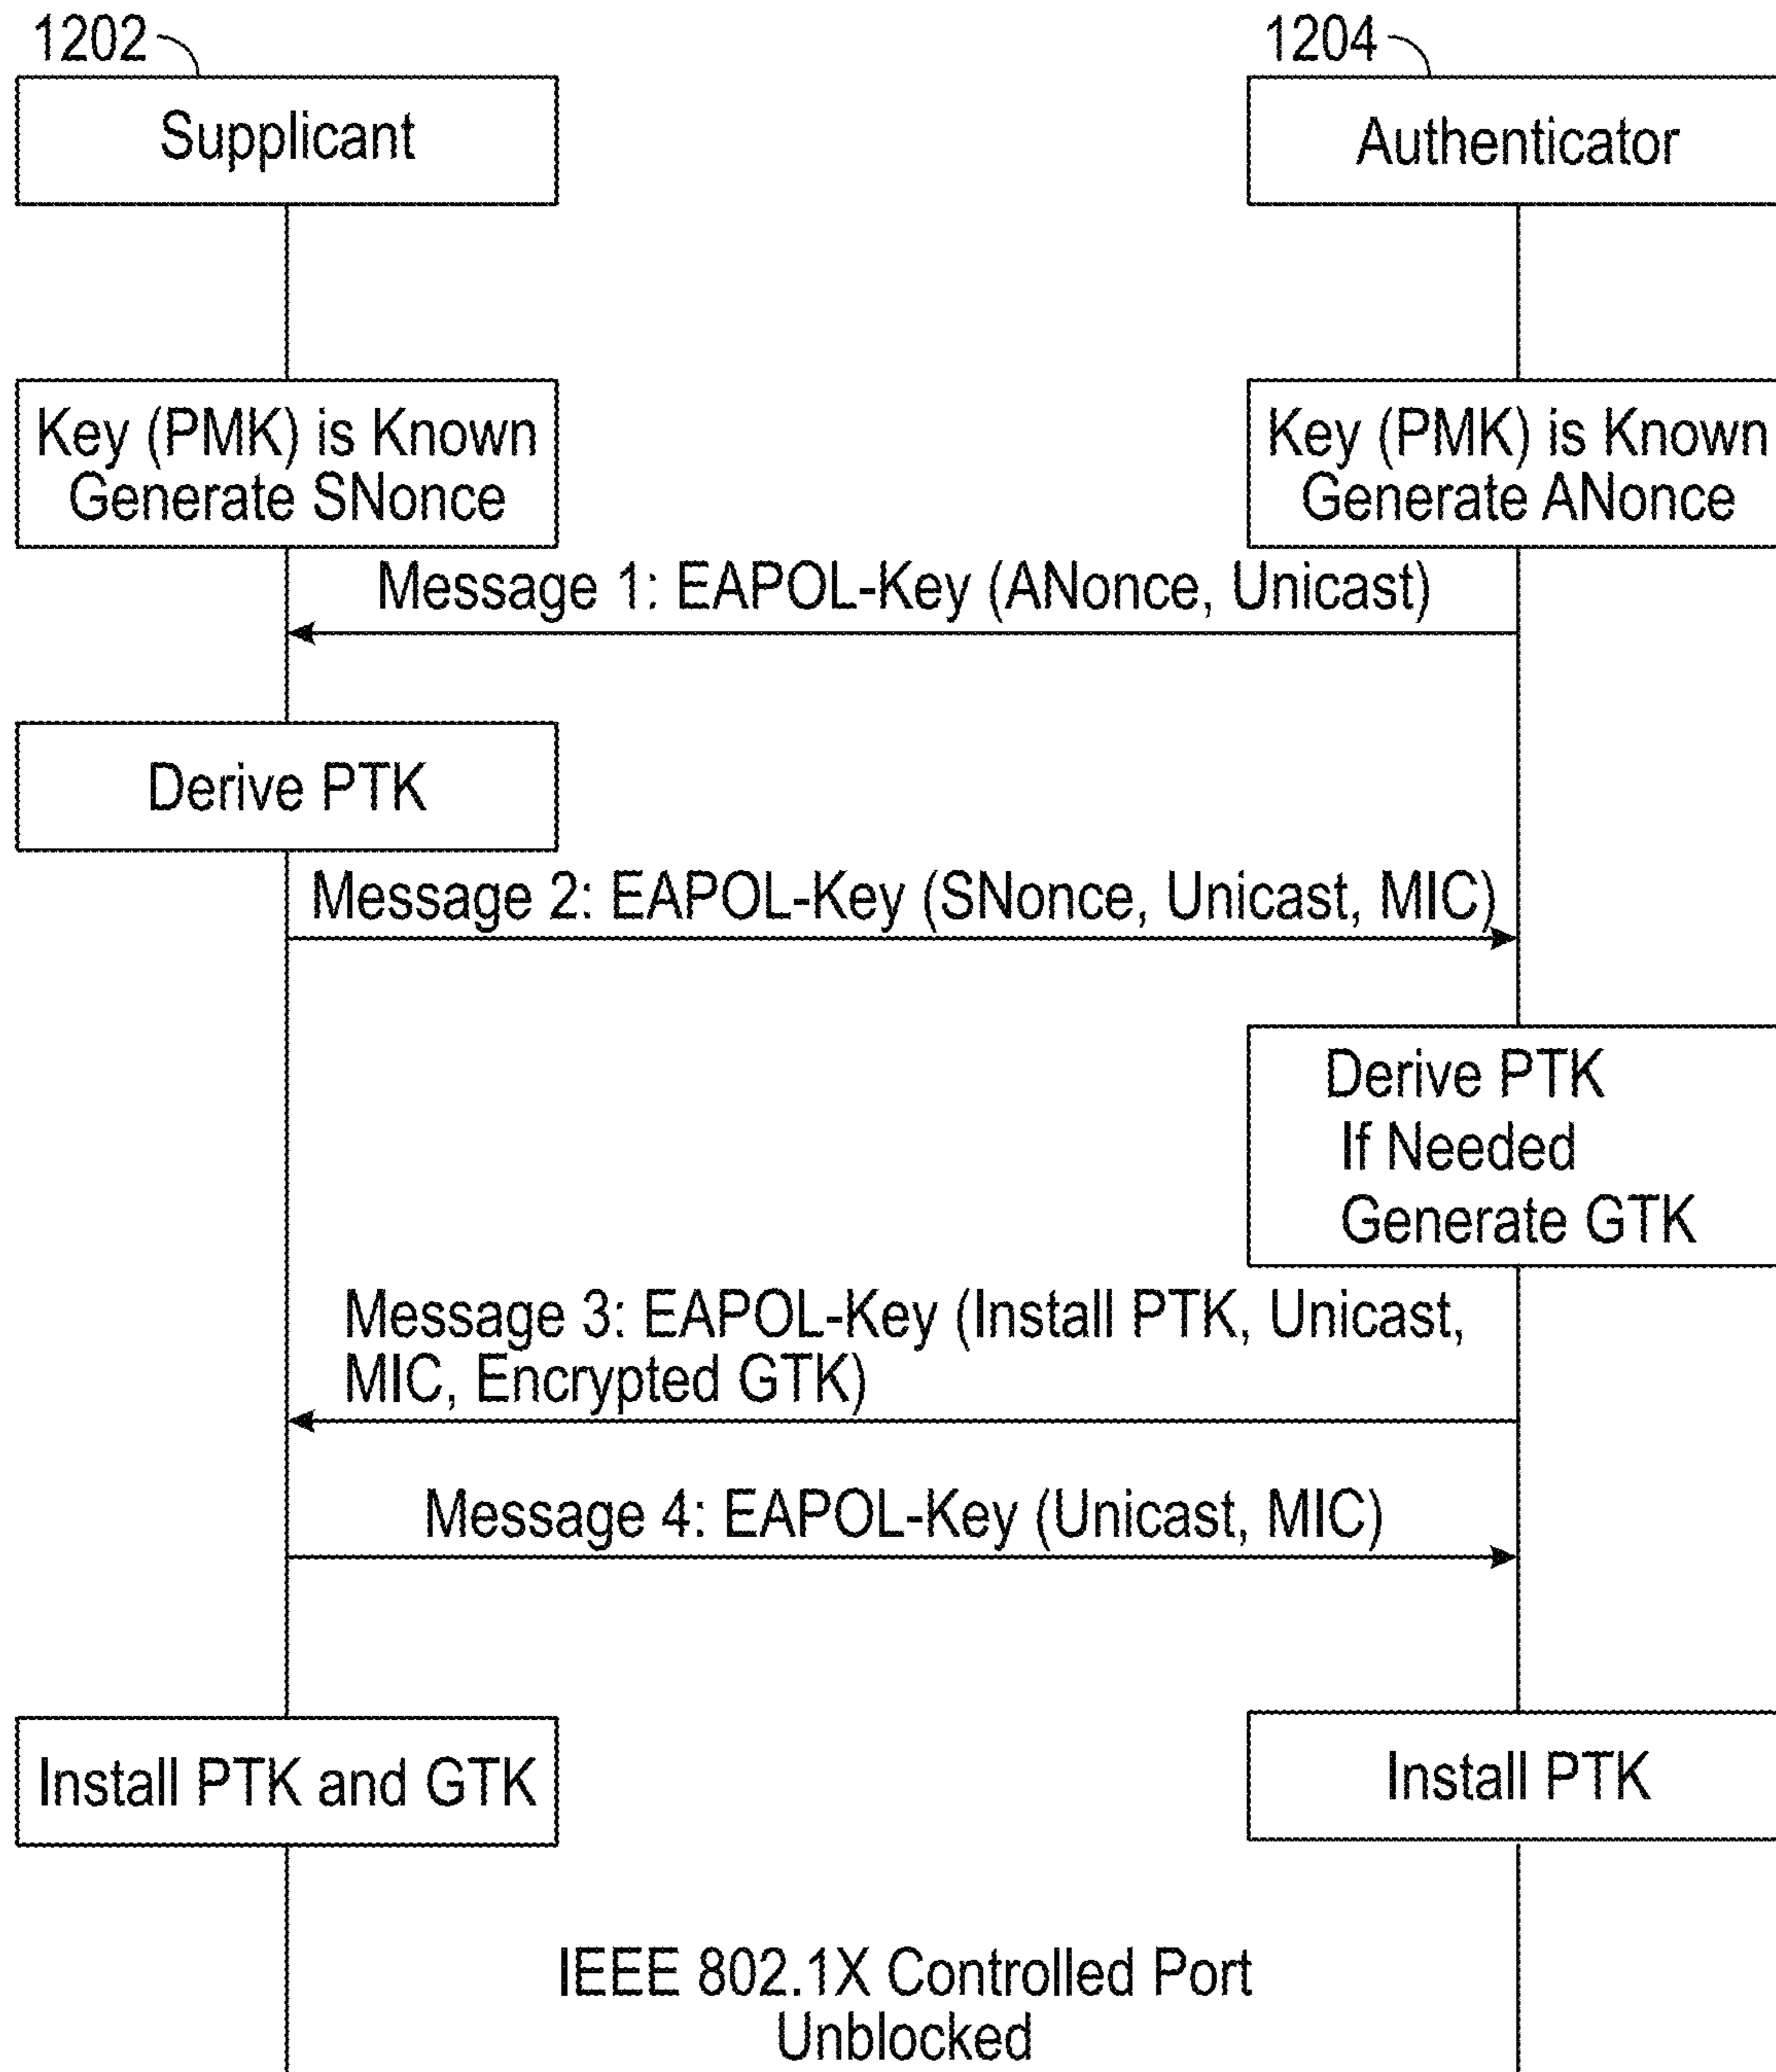 1202
1204
Supplicant
Authenticator
Key (PMK) is Known
Generate SNonce
Key (PMK) is Known
Generate ANonce
Message 1: EAPOL-Key (ANonce, Unicast)
Derive PTK
Message 2: EAPOL-Key (SNonce, Unicast, MIC)
Derive PTK
If Needed
Generate GTK
Message 3: EAPOL-Key (Install PTK, Unicast,
MIC, Encrypted GTK)
Message 4: EAPOL-Key (Unicast, MIC)
Install PTK and GTK
Install PTK
IEEE 802.1X Controlled Port
Unblocked